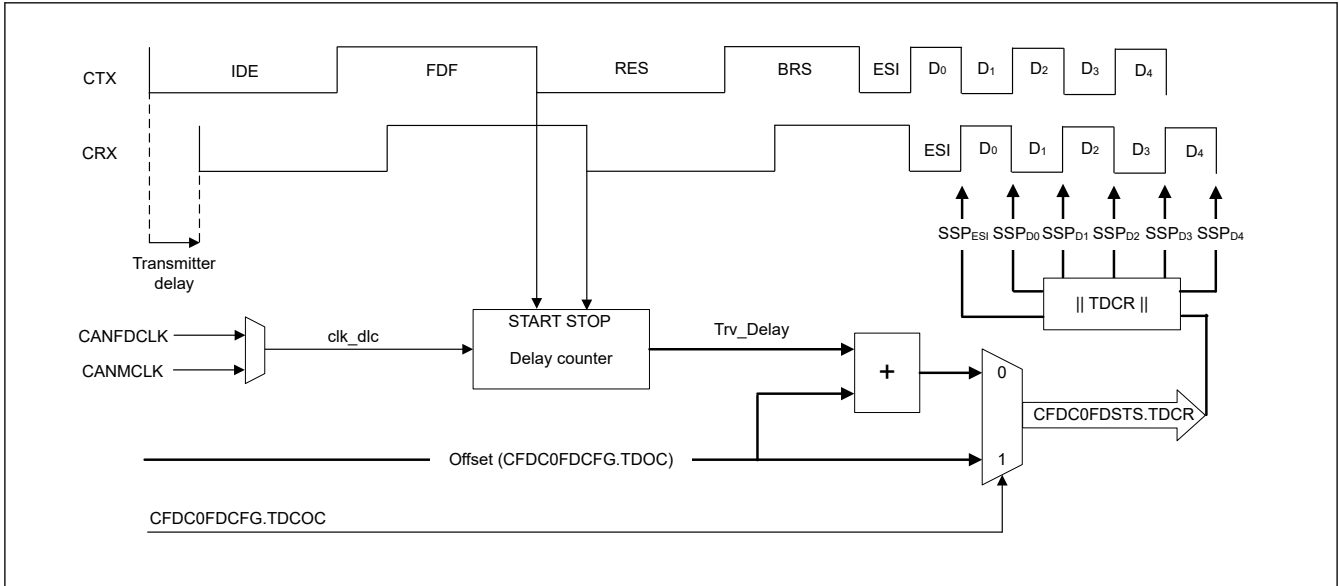 CTX IDE FDF RES BRS ESI D0 D1 D2 D3 D4
CRX ESI D0 D1 D2 D3 D4
SSPESI SSPD0 SSPD1 SSPD2 SSPD3 SSPD4
Transmitter
delay
|| TDCR ||
CANFDCLK
CANMCLK
clk_dlc
START STOP
Delay counter
Trv_Delay
+
0
1
CFDC0FDSTS.TDCR
Offset (CFDC0FDCFG.TDOC)
CFDC0FDCFG.TDCOC